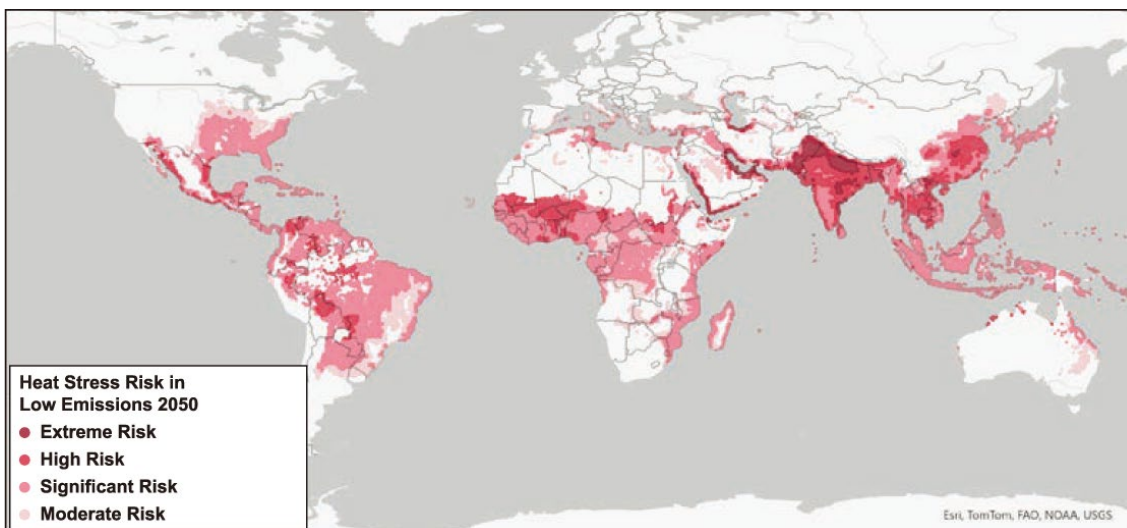 Heat Stress Risk in
Low Emissions 2050
Extreme Risk
High Risk
Significant Risk
Moderate Risk
Esri, TomTom, FAO, NOAA, USGS